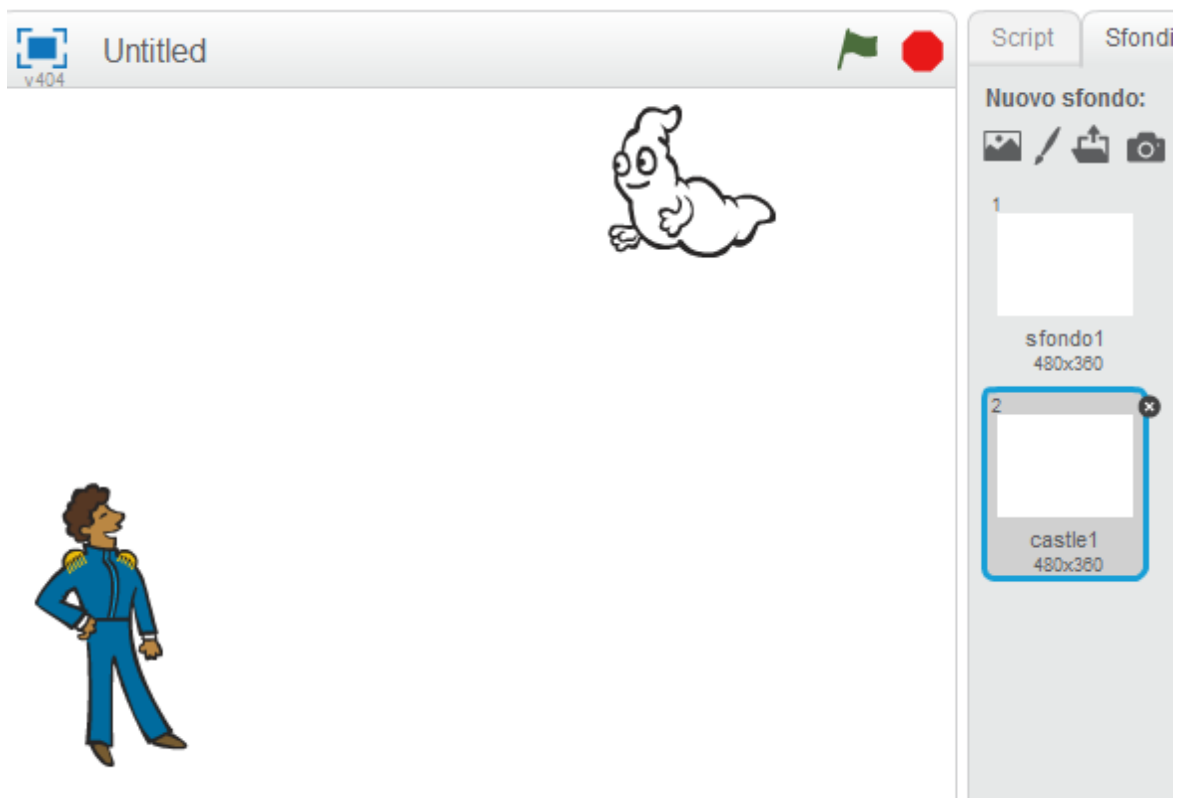 Untitled
v404
Script
Sfondi
Nuovo sfondo:
1
sfondo1
480x360
2
castle1
480x360